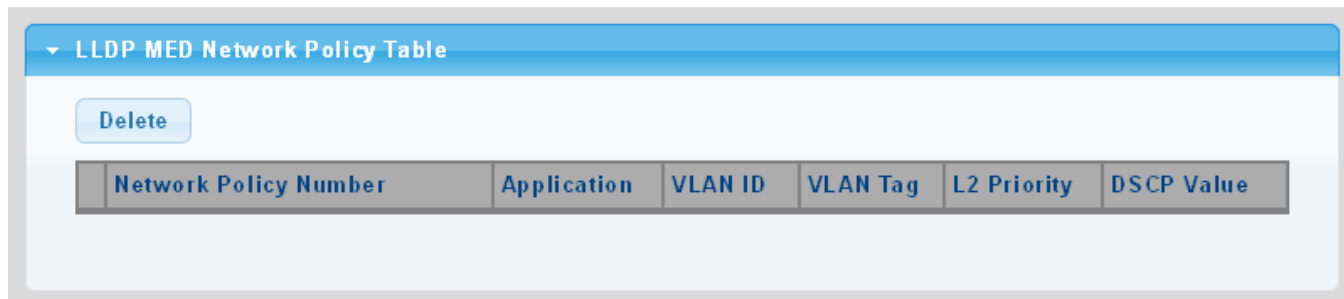 LLDP MED Network Policy Table
Delete
Network Policy Number Application VLAN ID VLAN Tag L2 Priority DSCP Value